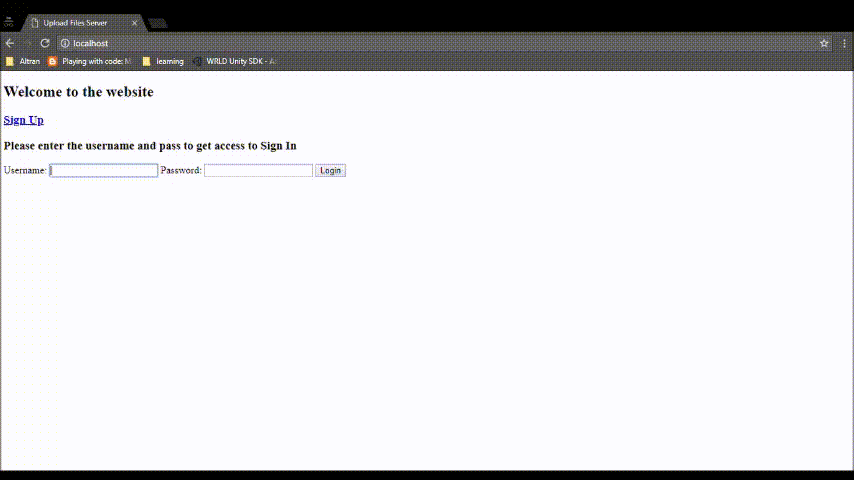 Upload Files Server
localhost
Altran Playing with code: M learning WRLD Unity SDK - As
Welcome to the website
Sign Up
Please enter the username and pass to get access to Sign In
Username: Password: Login